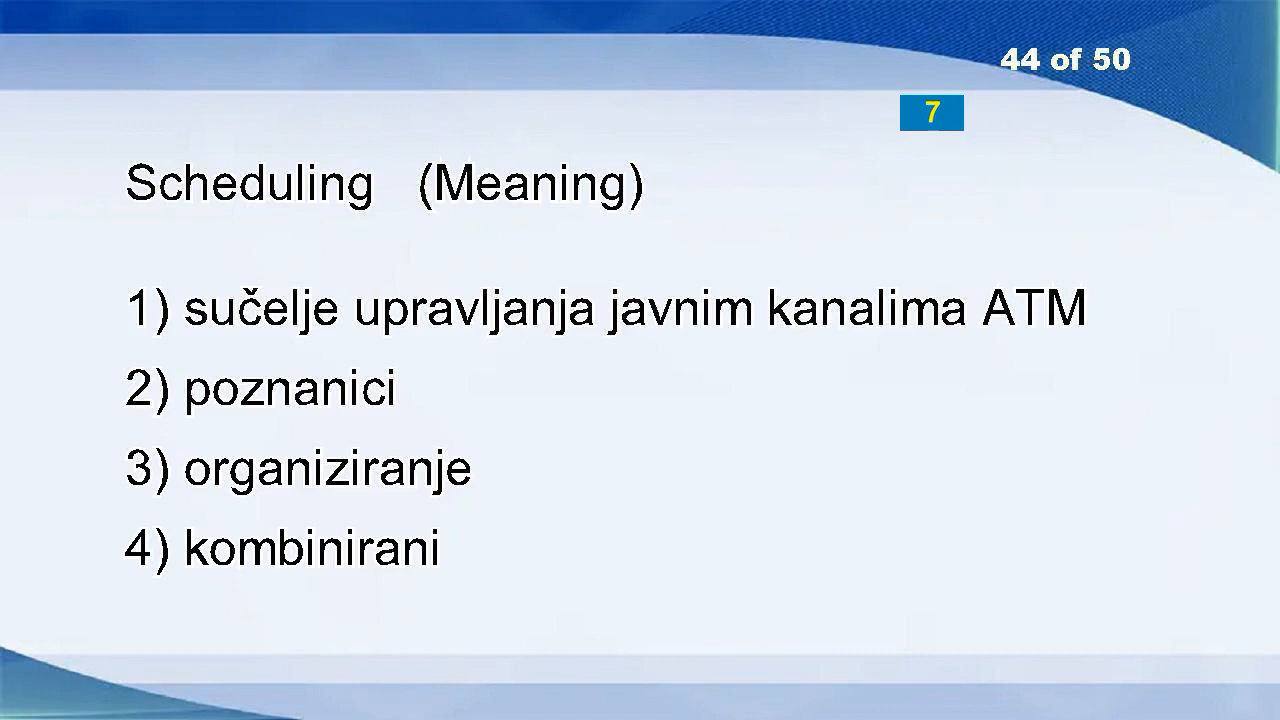 44 of 50
7
Scheduling (Meaning)
1) sučelje upravljanja javnim kanalima ATM
2) poznanici
3) organiziranje
4) kombinirani